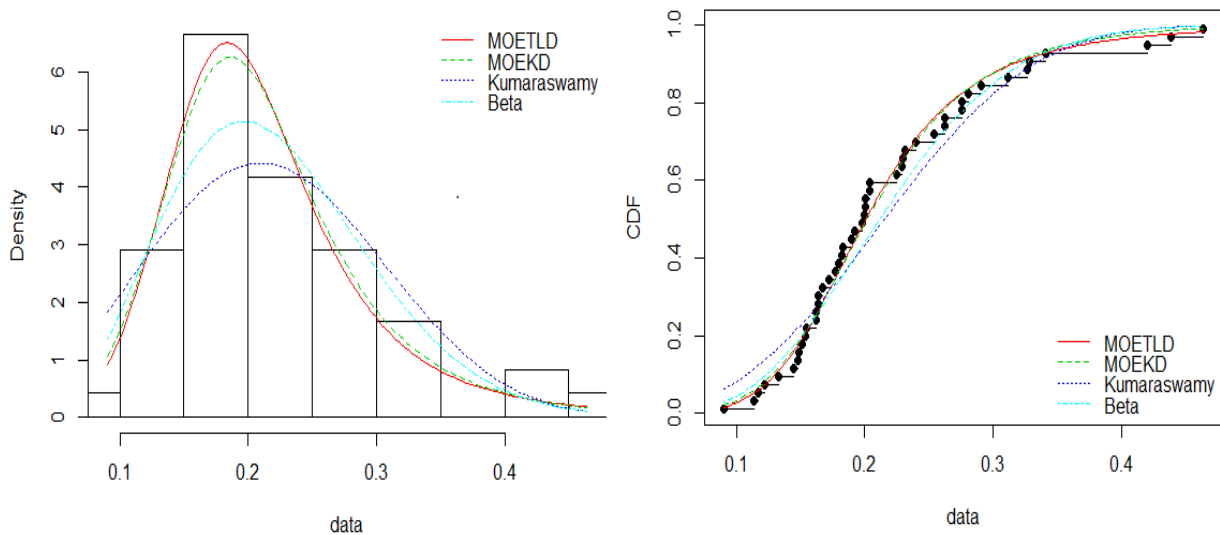 MOETLD
MOEKD
Kumaraswamy
Beta
Density
6
5
4
3
2
1
0
0.1 0.2 0.3 0.4
data
CDF
1.0
0.8
0.6
0.4
0.2
0.0
MOETLD
MOEKD
Kumaraswamy
Beta
0.1 0.2 0.3 0.4
data